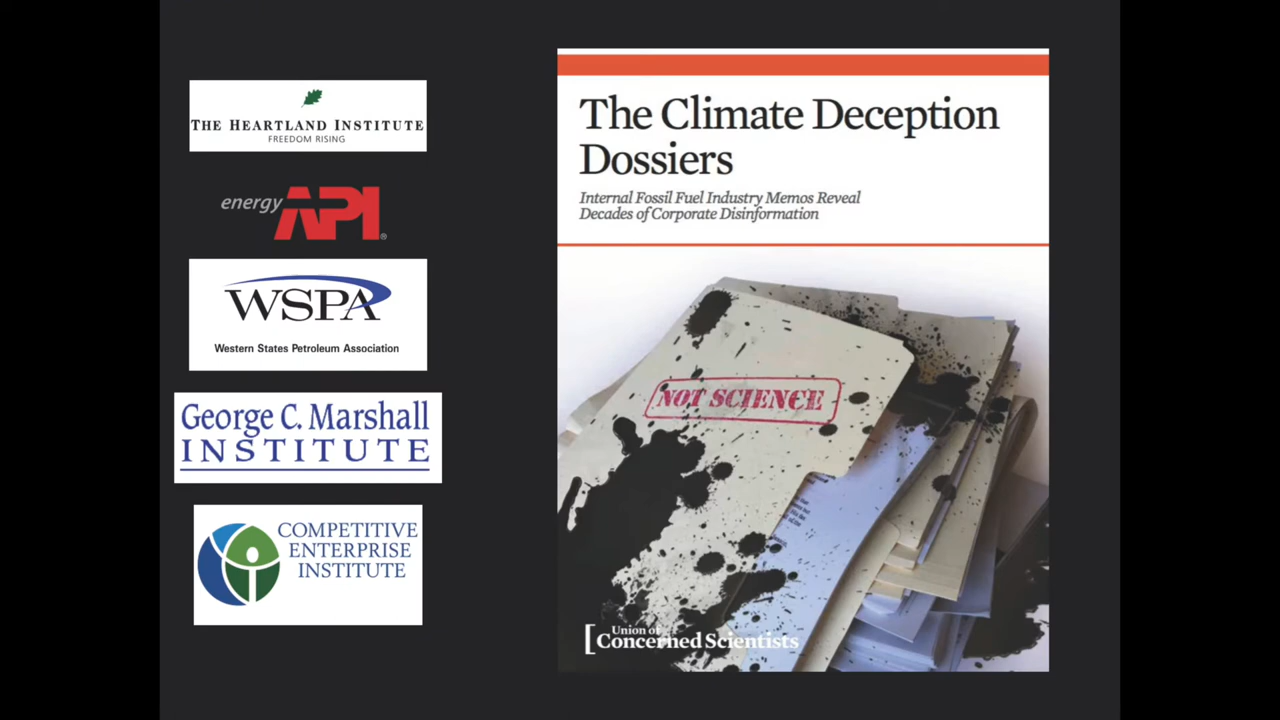 THE HEARTLAND INSTITUTE
FREEDOM RISING
energy API®
WSPA
Western States Petroleum Association
George C. Marshall
INSTITUTE
COMPETITIVE
ENTERPRISE
INSTITUTE
The Climate Deception
Dossiers
Internal Fossil Fuel Industry Memos Reveal
Decades of Corporate Disinformation
NOT SCIENCE
Union of
Concerned Scientists